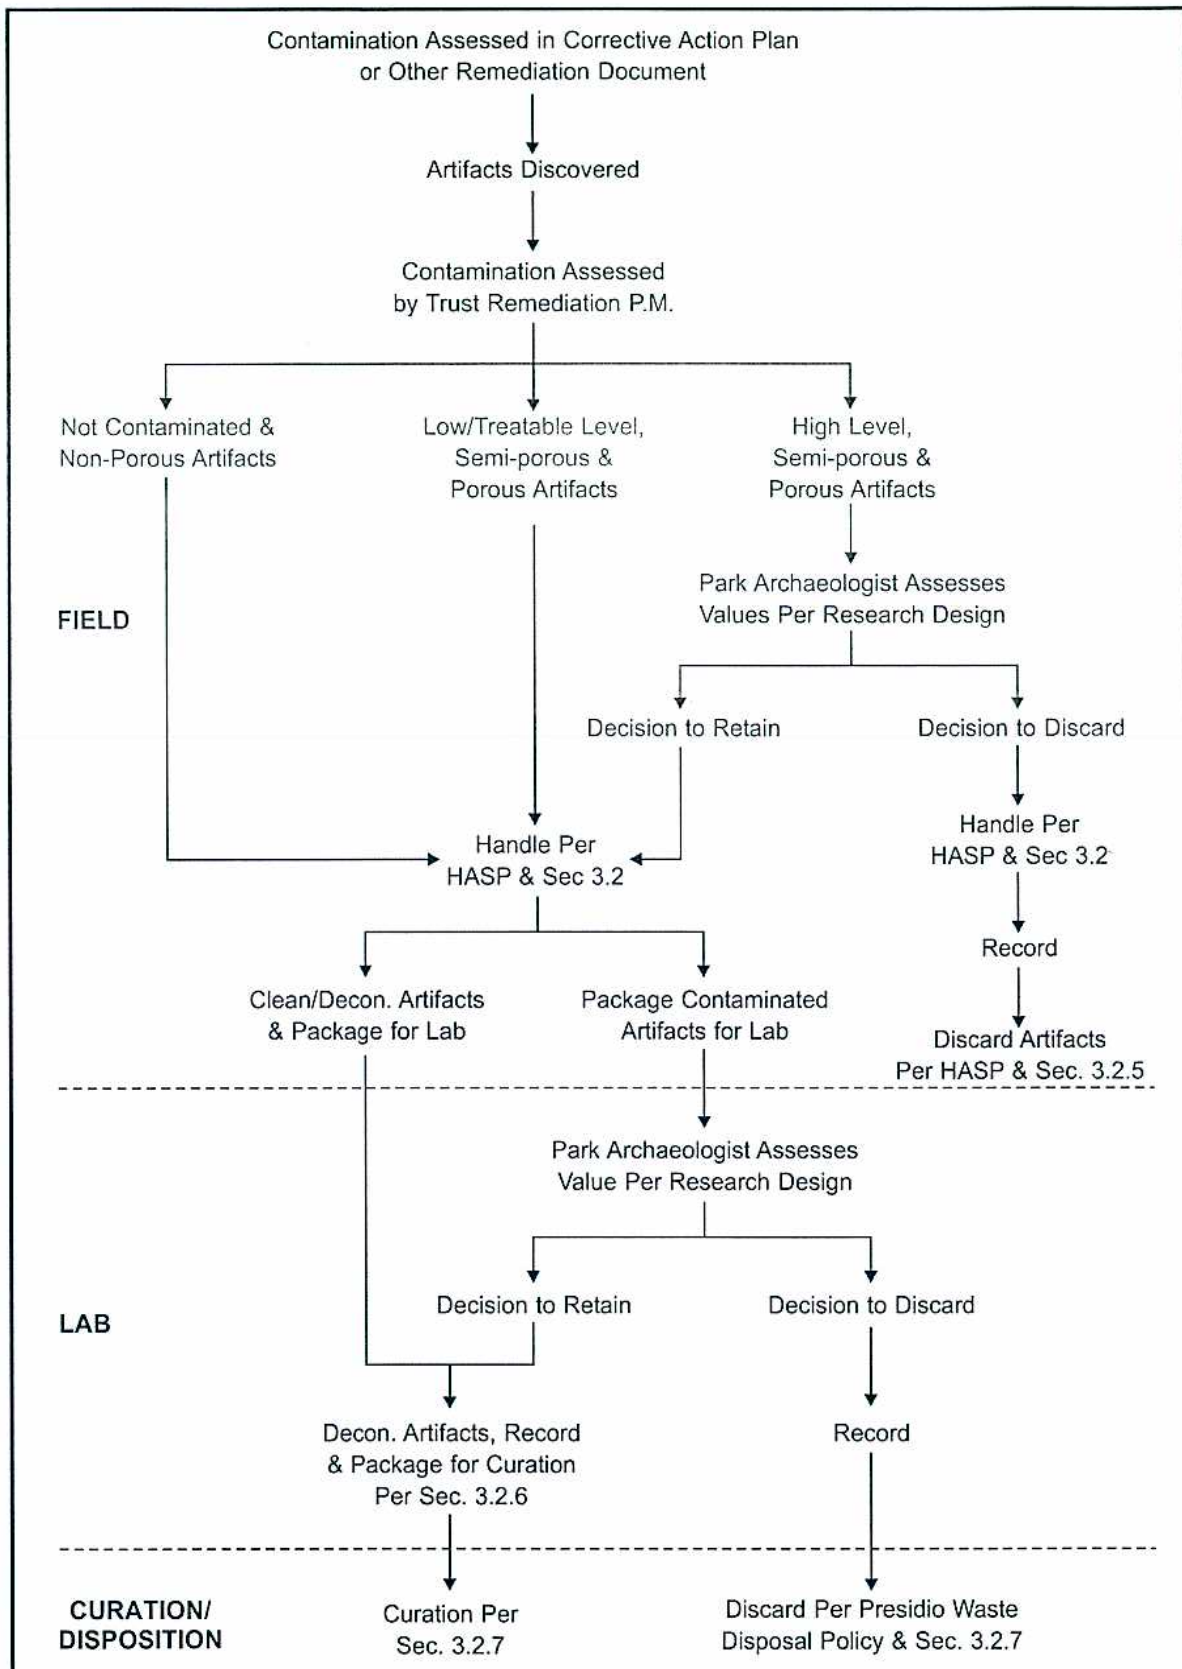 Contamination Assessed in Corrective Action Plan
or Other Remediation Document
Artifacts Discovered
Contamination Assessed
by Trust Remediation P.M.
Not Contaminated &
Non-Porous Artifacts
Low/Treatable Level,
Semi-porous &
Porous Artifacts
High Level,
Semi-porous &
Porous Artifacts
Park Archaeologist Assesses
Values Per Research Design
FIELD
Decision to Retain
Decision to Discard
Handle Per
HASP & Sec 3.2
Handle Per
HASP & Sec 3.2
Record
Clean/Decon. Artifacts
& Package for Lab
Package Contaminated
Artifacts for Lab
Discard Artifacts
Per HASP & Sec. 3.2.5
Park Archaeologist Assesses
Value Per Research Design
LAB
Decision to Retain
Decision to Discard
Decon. Artifacts, Record
& Package for Curation
Per Sec. 3.2.6
Record
CURATION/
DISPOSITION
Curation Per
Sec. 3.2.7
Discard Per Presidio Waste
Disposal Policy & Sec. 3.2.7